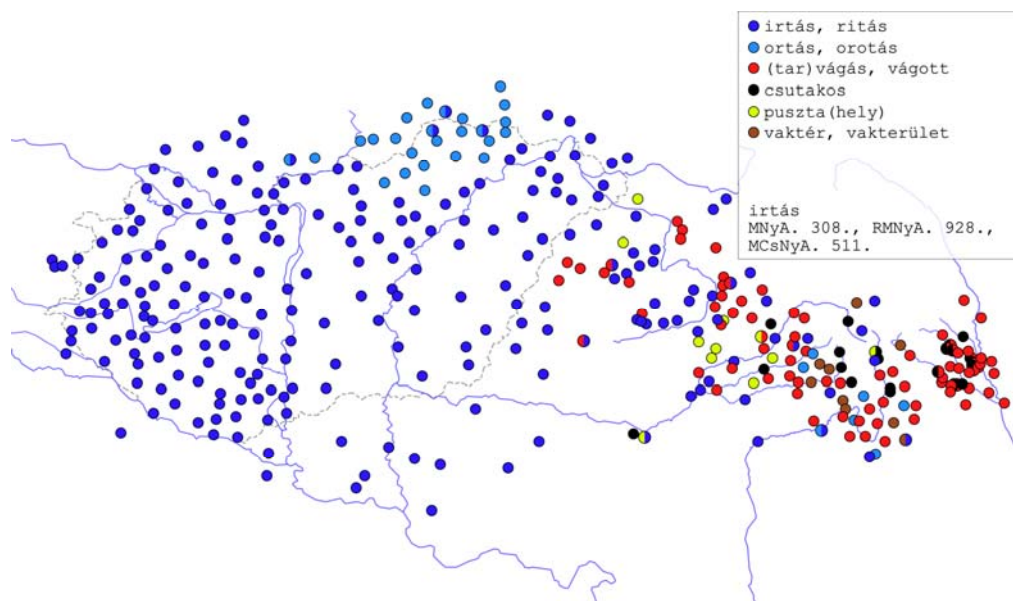 irtás, ritás
ortás, orotás
(tar)vágás, vágott
csutakos
puszta(hely)
vaktér, vakterület
irtás
MNyA. 308., RMNyA. 928.,
MCsNyA. 511.